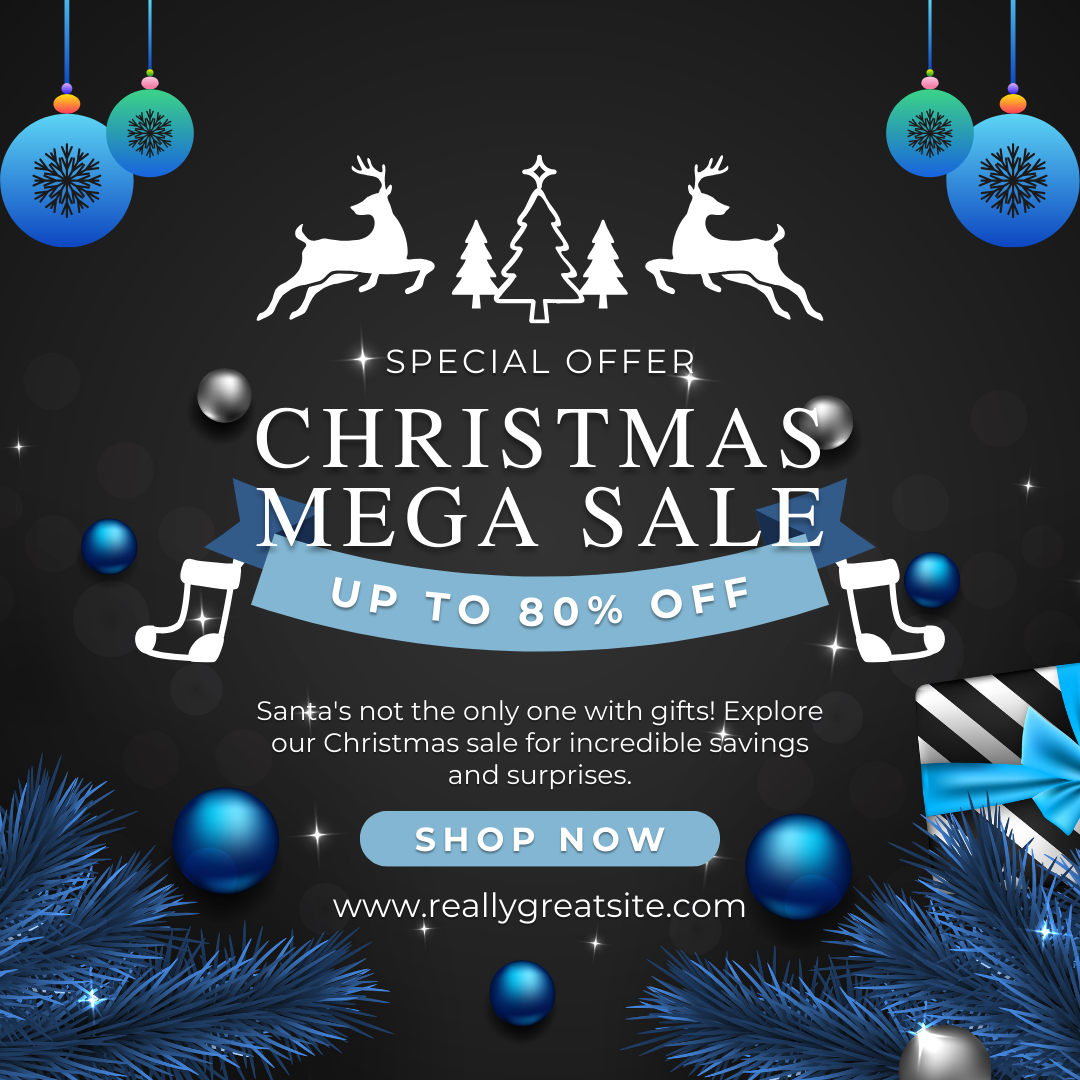 SPECIAL OFFER
CHRISTMAS
MEGA SALE
UP TO 80% OFF
Santa's not the only one with gifts! Explore
our Christmas sale for incredible savings
and surprises.
SHOP NOW
www.reallygreatsite.com